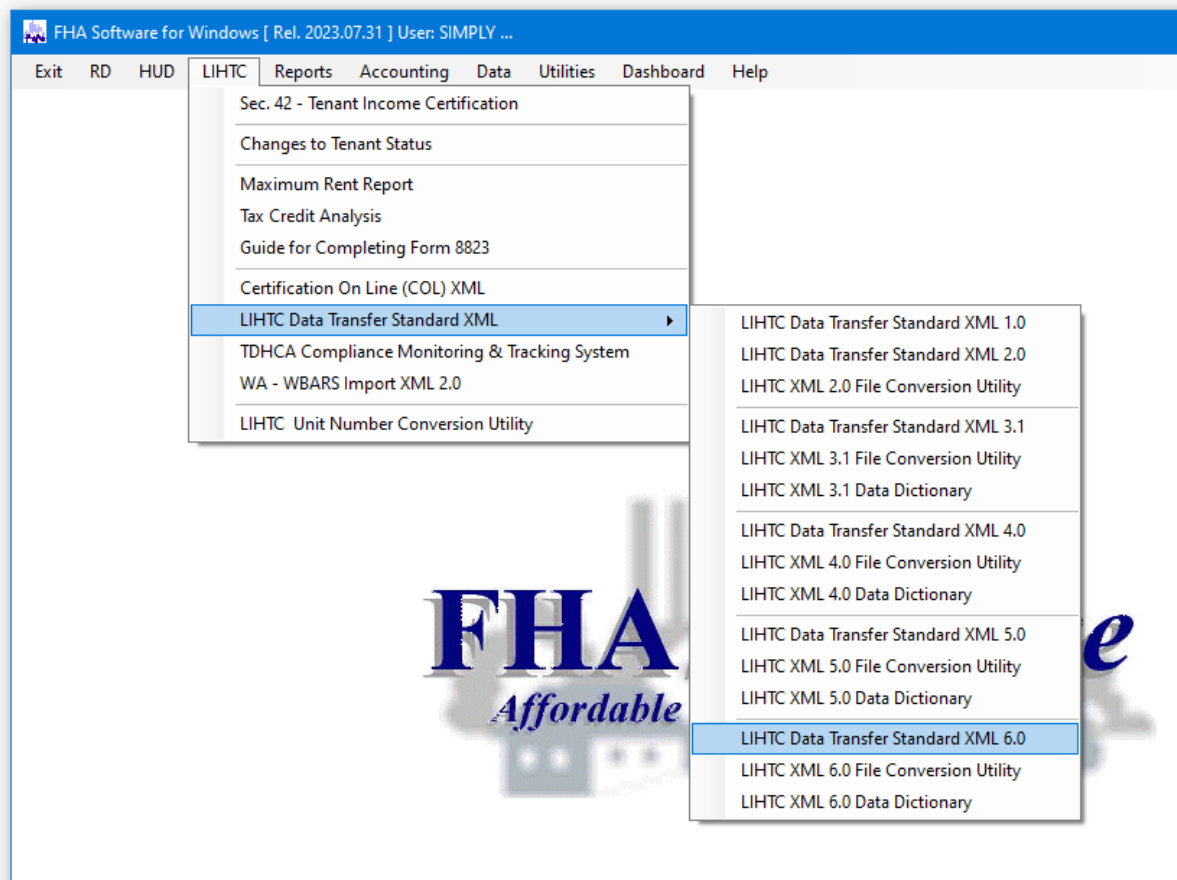 FHA Software for Windows [ Rel. 2023.07.31 ] User: SIMPLY ...
Exit RD HUD LIHTC Reports Accounting Data Utilities Dashboard Help
Sec. 42 - Tenant Income Certification
Changes to Tenant Status
Maximum Rent Report
Tax Credit Analysis
Guide for Completing Form 8823
Certification On Line (COL) XML
LIHTC Data Transfer Standard XML
TDHCA Compliance Monitoring & Tracking System
WA - WBARS Import XML 2.0
LIHTC  Unit Number Conversion Utility
LIHTC Data Transfer Standard XML 1.0
LIHTC Data Transfer Standard XML 2.0
LIHTC XML 2.0 File Conversion Utility
LIHTC Data Transfer Standard XML 3.1
LIHTC XML 3.1 File Conversion Utility
LIHTC XML 3.1 Data Dictionary
LIHTC Data Transfer Standard XML 4.0
LIHTC XML 4.0 File Conversion Utility
LIHTC XML 4.0 Data Dictionary
LIHTC Data Transfer Standard XML 5.0
LIHTC XML 5.0 File Conversion Utility
LIHTC XML 5.0 Data Dictionary
LIHTC Data Transfer Standard XML 6.0
LIHTC XML 6.0 File Conversion Utility
LIHTC XML 6.0 Data Dictionary
FHA
Affordable